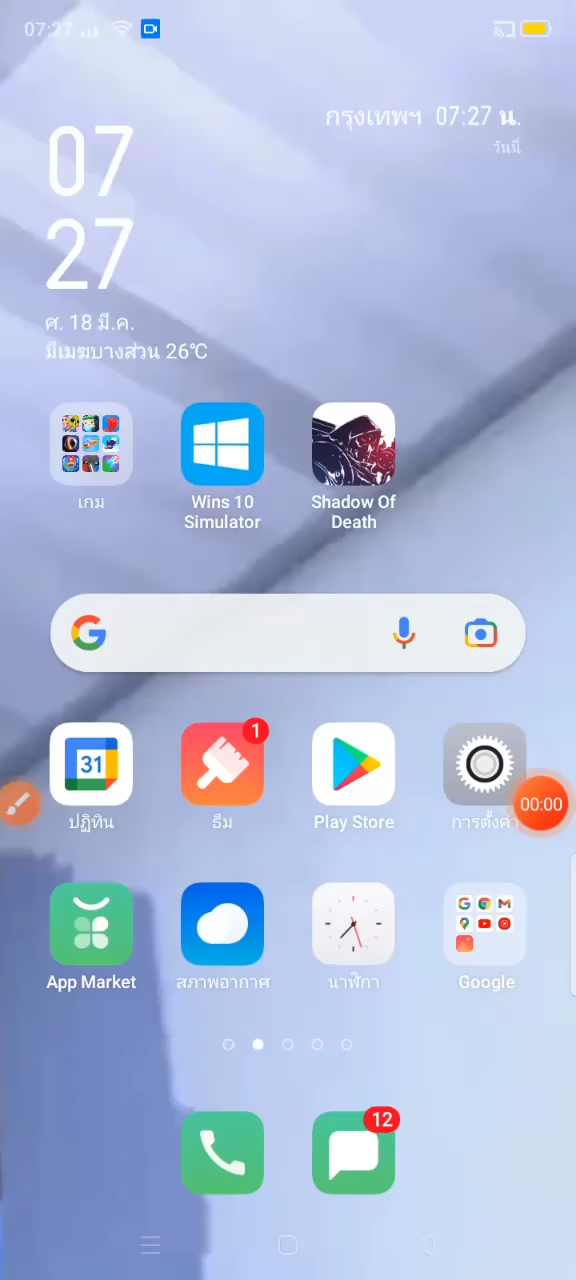 07:27
กรุงเทพฯ 07:27 น.
วันนี้
07
27
ศ. 18 มี.ค.
มีเมฆบางส่วน 26°C
เกม
Wins 10
Simulator
Shadow Of
Death
31
1
ปฏิทิน
ธีม
Play Store
การตั้งค่า
00:00
App Market
สภาพอากาศ
นาฬิกา
Google
12